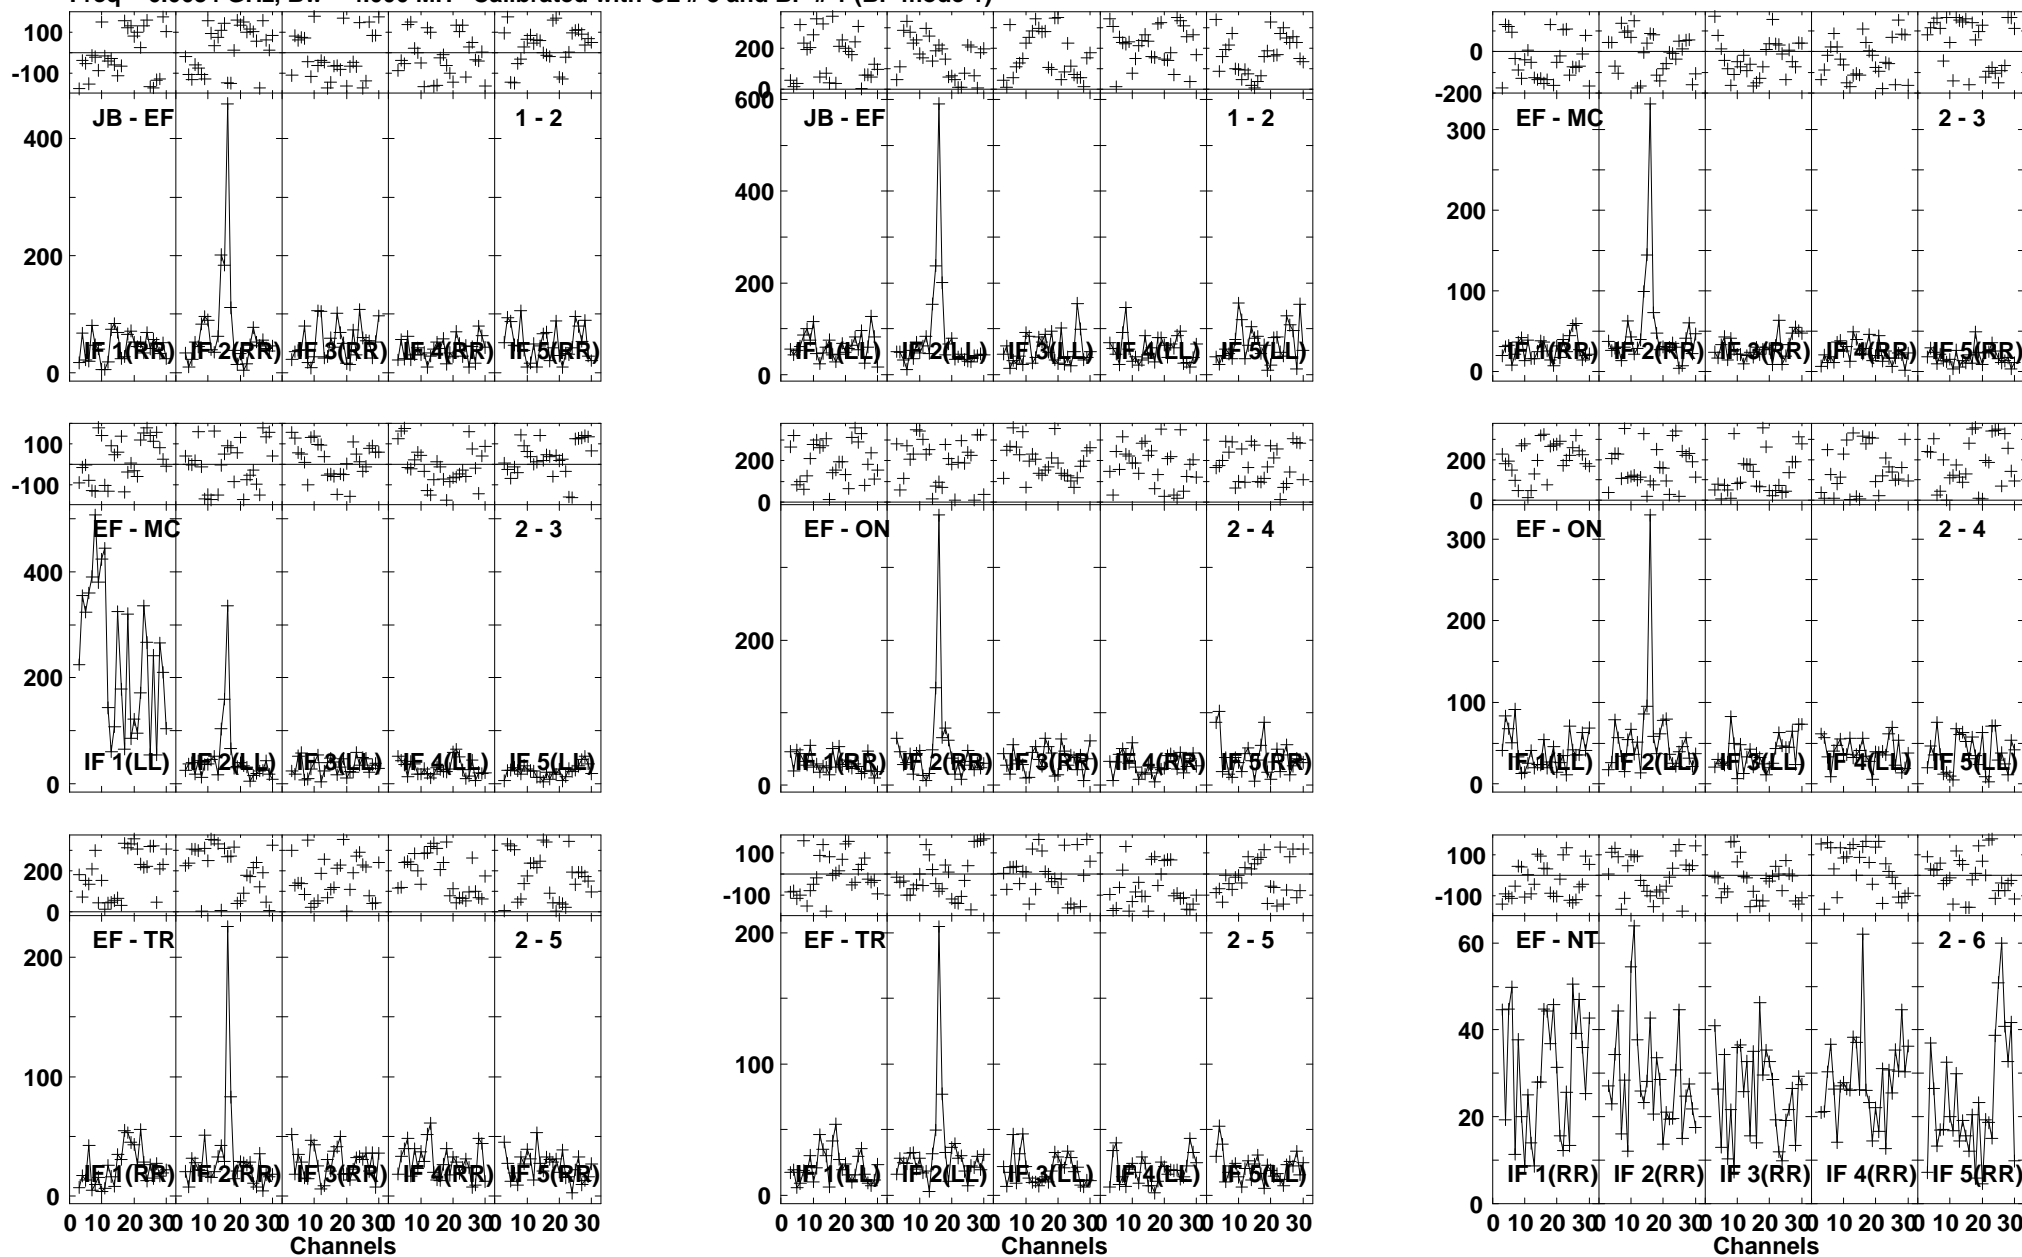 100
-100
JB - EF 1 - 2
400
200
0
IF 1(RR) IF 2(RR) IF 3(RR) IF 4(RR) IF 5(RR)
200
0
600
JB - EF 1 - 2
400
200
0
IF 1(LL) IF 2(LL) IF 3(LL) IF 4(LL) IF 5(LL)
0
-200
EF - MC 2 - 3
300
200
100
0
IF 1(RR) IF 2(RR) IF 3(RR) IF 4(RR) IF 5(RR)
100
-100
EF - MC 2 - 3
400
200
0
IF 1(LL) IF 2(LL) IF 3(LL) IF 4(LL) IF 5(LL)
200
0
EF - ON 2 - 4
200
0
IF 1(RR) IF 2(RR) IF 3(RR) IF 4(RR) IF 5(RR)
200
0
EF - ON 2 - 4
300
200
100
0
IF 1(LL) IF 2(LL) IF 3(LL) IF 4(LL) IF 5(LL)
200
0
EF - TR 2 - 5
200
100
0
IF 1(RR) IF 2(RR) IF 3(RR) IF 4(RR) IF 5(RR)
0 10 20 30 0 10 20 30 0 10 20 30 0 10 20 30 0 10 20 30
Channels
100
-100
EF - TR 2 - 5
200
100
0
IF 1(LL) IF 2(LL) IF 3(LL) IF 4(LL) IF 5(LL)
0 10 20 30 0 10 20 30 0 10 20 30 0 10 20 30 0 10 20 30
Channels
100
-100
EF - NT 2 - 6
60
40
20
0
IF 1(RR) IF 2(RR) IF 3(RR) IF 4(RR) IF 5(RR)
0 10 20 30 0 10 20 30 0 10 20 30 0 10 20 30 0 10 20 30
Channels